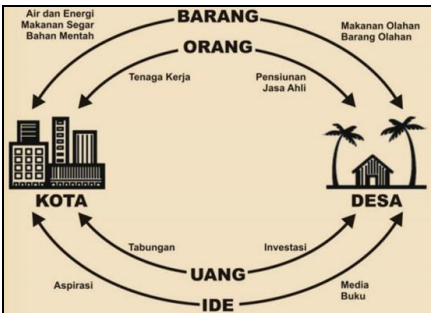 Air dan Energi
Makanan Segar
Bahan Mentah
BARANG
Makanan Olahan
Barang Olahan
ORANG
Tenaga Kerja
Pensiunan
Jasa Ahli
KOTA
DESA
Tabungan
Investasi
UANG
Aspirasi
Media
Buku
IDE